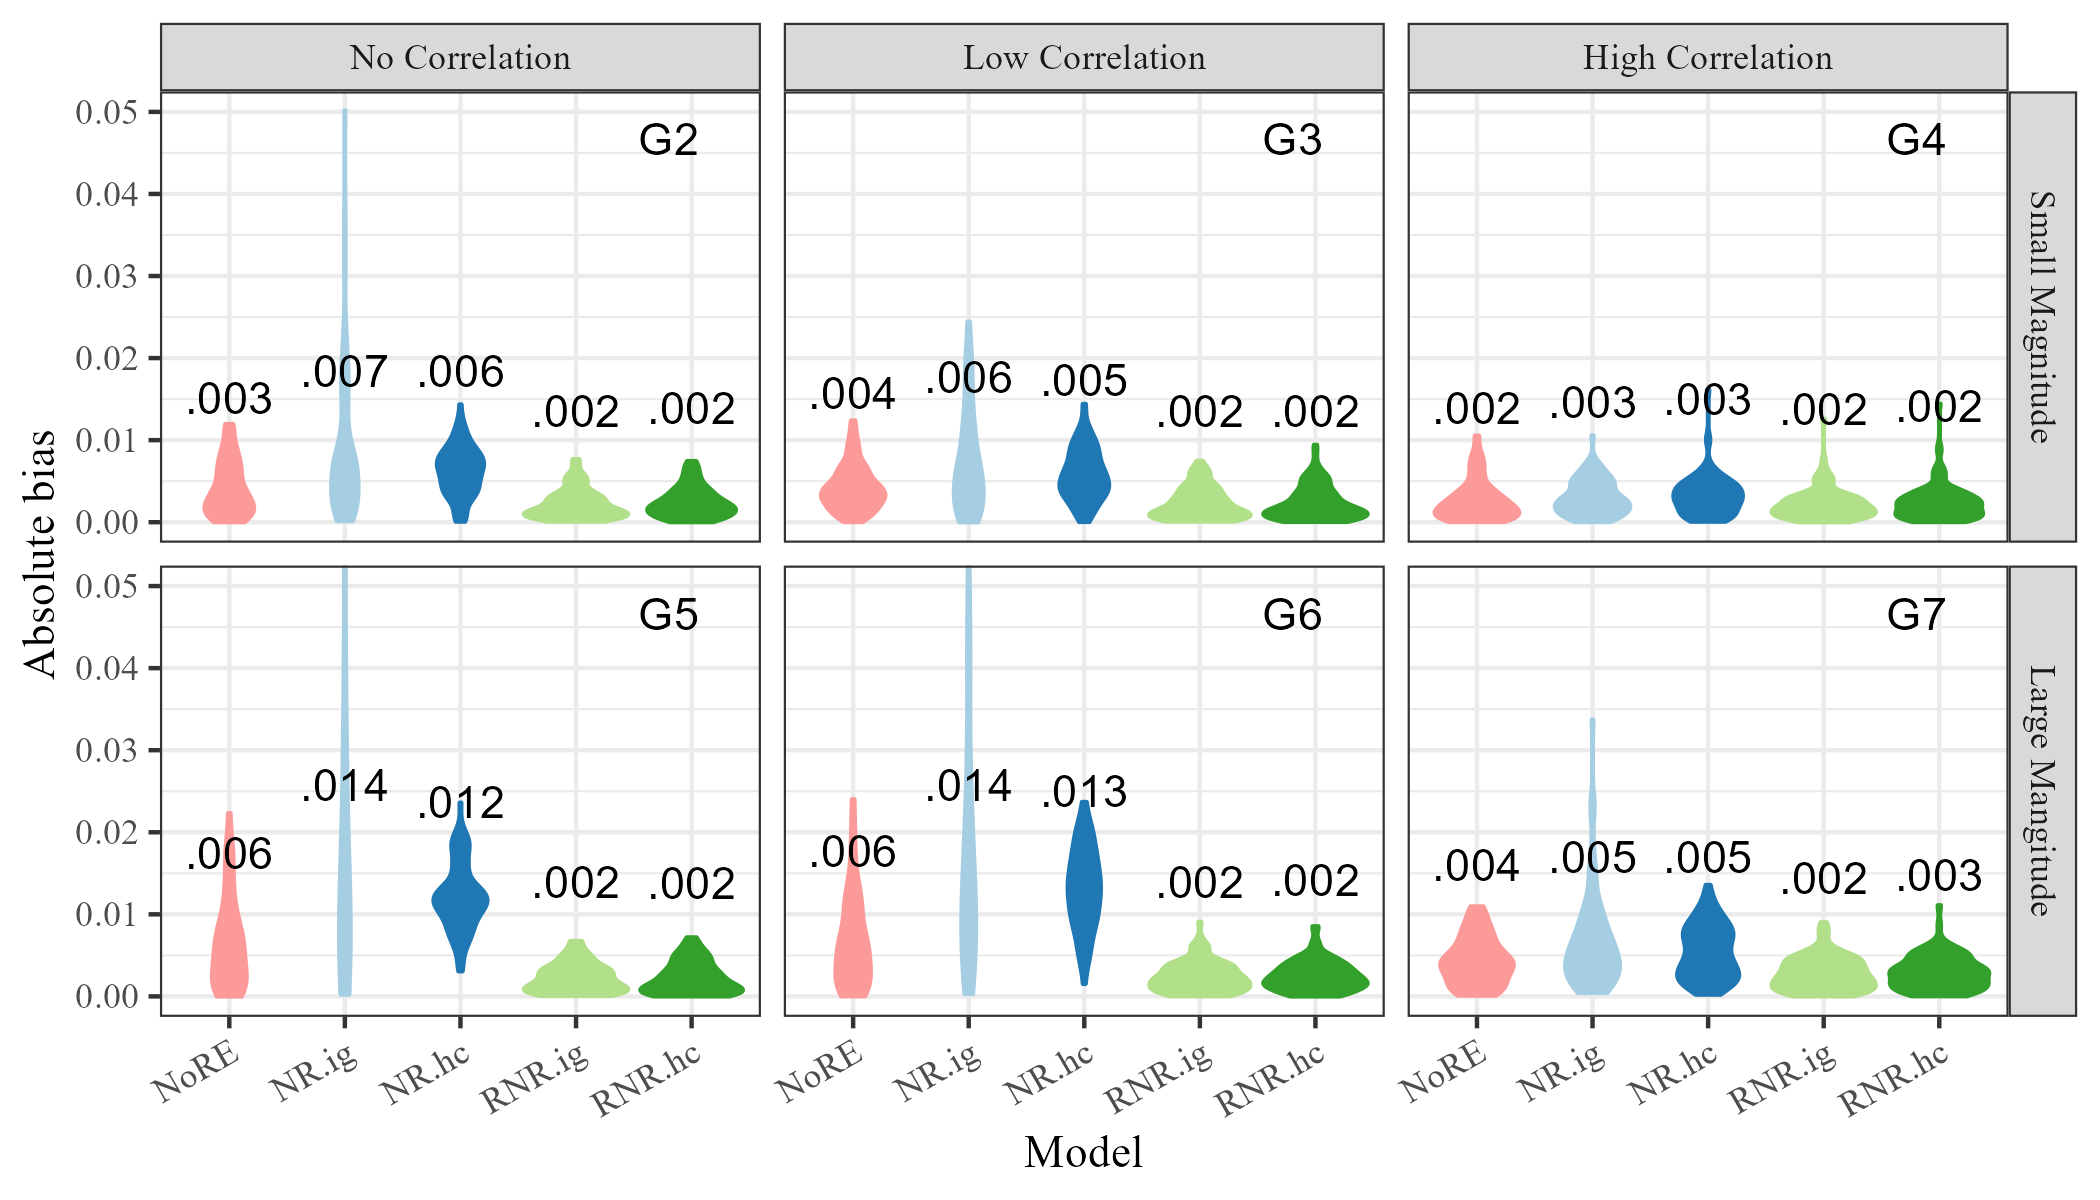 No Correlation
Low Correlation
High Correlation
Absolute bias
0.05
0.04
0.03
0.02
0.01
0.00
G2
.003
.007
.006
.002
.002
G3
.004
.006
.005
.002
.002
G4
.002
.003
.003
.002
.002
Small Magnitude
0.05
0.04
0.03
0.02
0.01
0.00
G5
.006
.014
.012
.002
.002
G6
.006
.014
.013
.002
.002
G7
.004
.005
.005
.002
.003
Large Mangitude
NoRE
NR.ig
NR.hc
RNR.ig
RNR.hc
NoRE
NR.ig
NR.hc
RNR.ig
RNR.hc
NoRE
NR.ig
NR.hc
RNR.ig
RNR.hc
Model